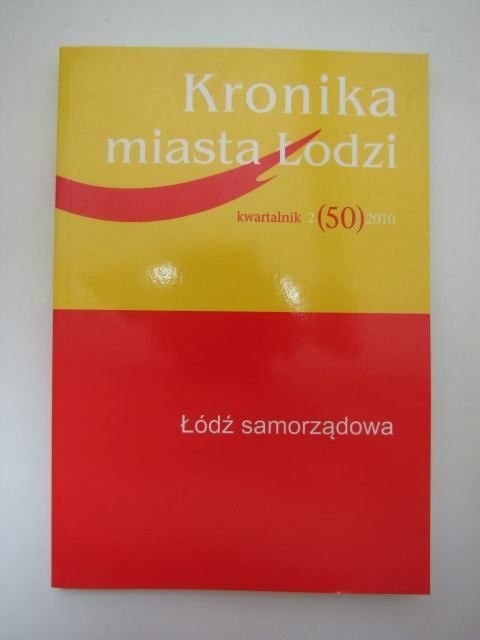 Kronika
miasta Łodzi
kwartalnik 2(50)2010
Łódź samorządowa